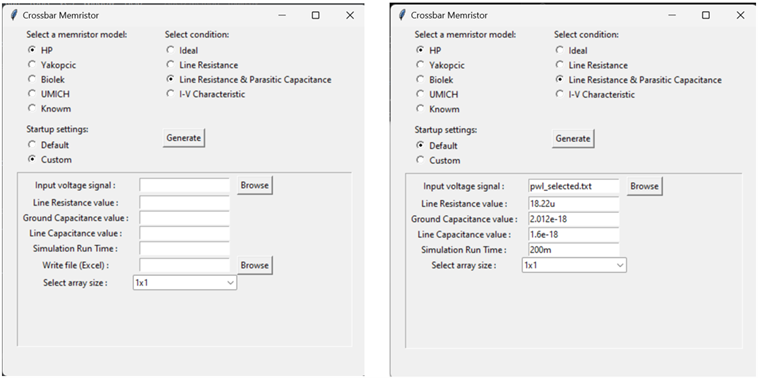 Crossbar Memristor
Select a memristor model:
Select condition:
HP
Ideal
Yakopcic
Line Resistance
Biolek
Line Resistance & Parasitic Capacitance
UMICH
I-V Characteristic
Knowm
Startup settings:
Default
Generate
Custom
Input voltage signal :
Browse
Line Resistance value :
Ground Capacitance value :
Line Capacitance value :
Simulation Run Time :
Write file (Excel) :
Browse
Select array size :
1x1
Crossbar Memristor
Select a memristor model:
Select condition:
HP
Ideal
Yakopcic
Line Resistance
Biolek
Line Resistance & Parasitic Capacitance
UMICH
I-V Characteristic
Knowm
Startup settings:
Default
Generate
Custom
Input voltage signal :
pwl_selected.txt
Browse
Line Resistance value :
18.22u
Ground Capacitance value :
2.012e-18
Line Capacitance value :
1.6e-18
Simulation Run Time :
200m
Select array size :
1x1